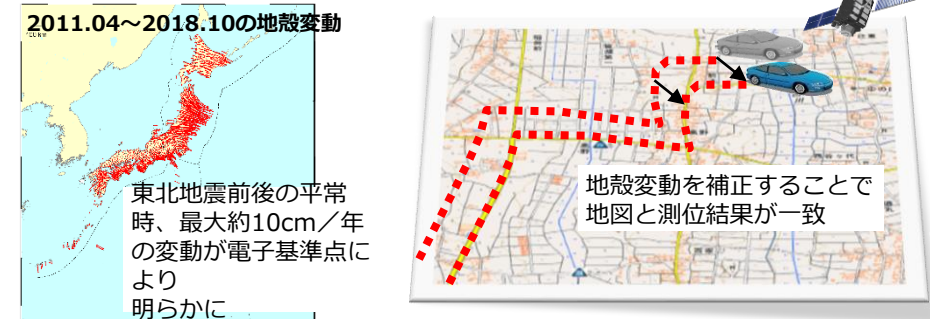 2011.04～2018.10の地殻変動
東北地震前後の平常
時、最大約10cm／年
の変動が電子基準点に
より
明らかに
地殻変動を補正することで
地図と測位結果が一致